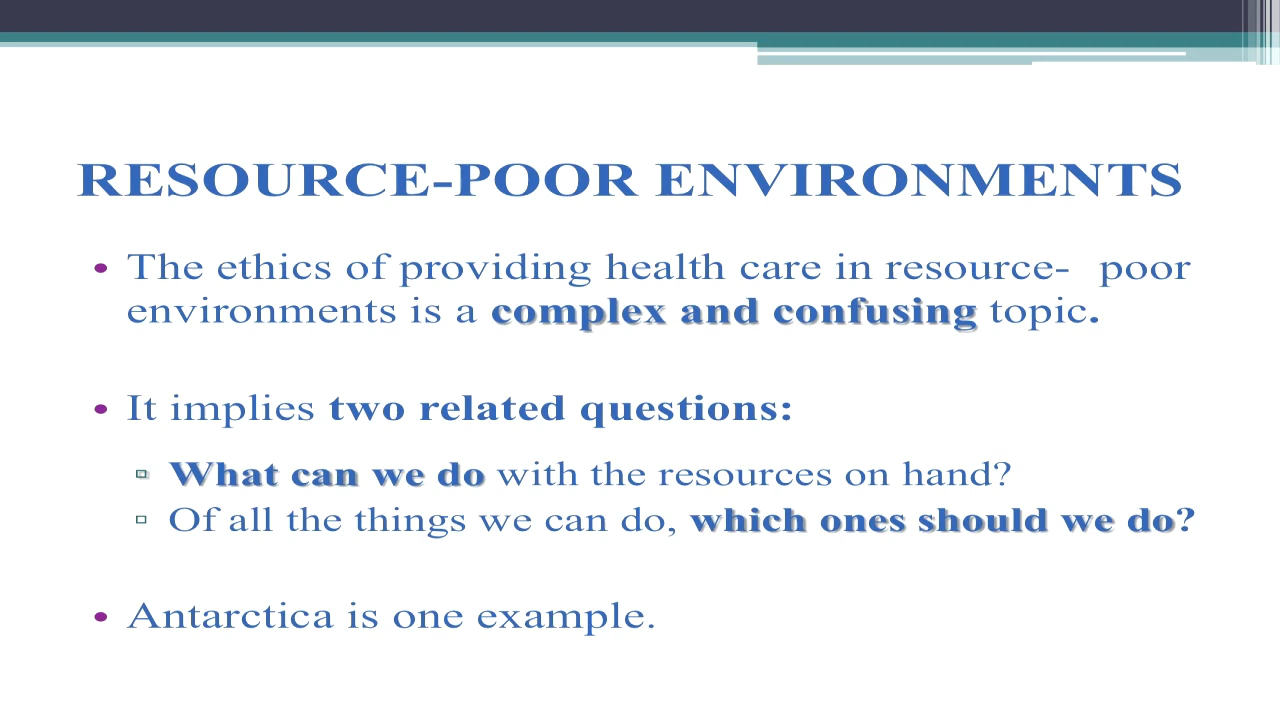 RESOURCE-POOR ENVIRONMENTS
• The ethics of providing health care in resource- poor
environments is a complex and confusing topic.
• It implies two related questions:
▫ What can we do with the resources on hand?
▫ Of all the things we can do, which ones should we do?
• Antarctica is one example.